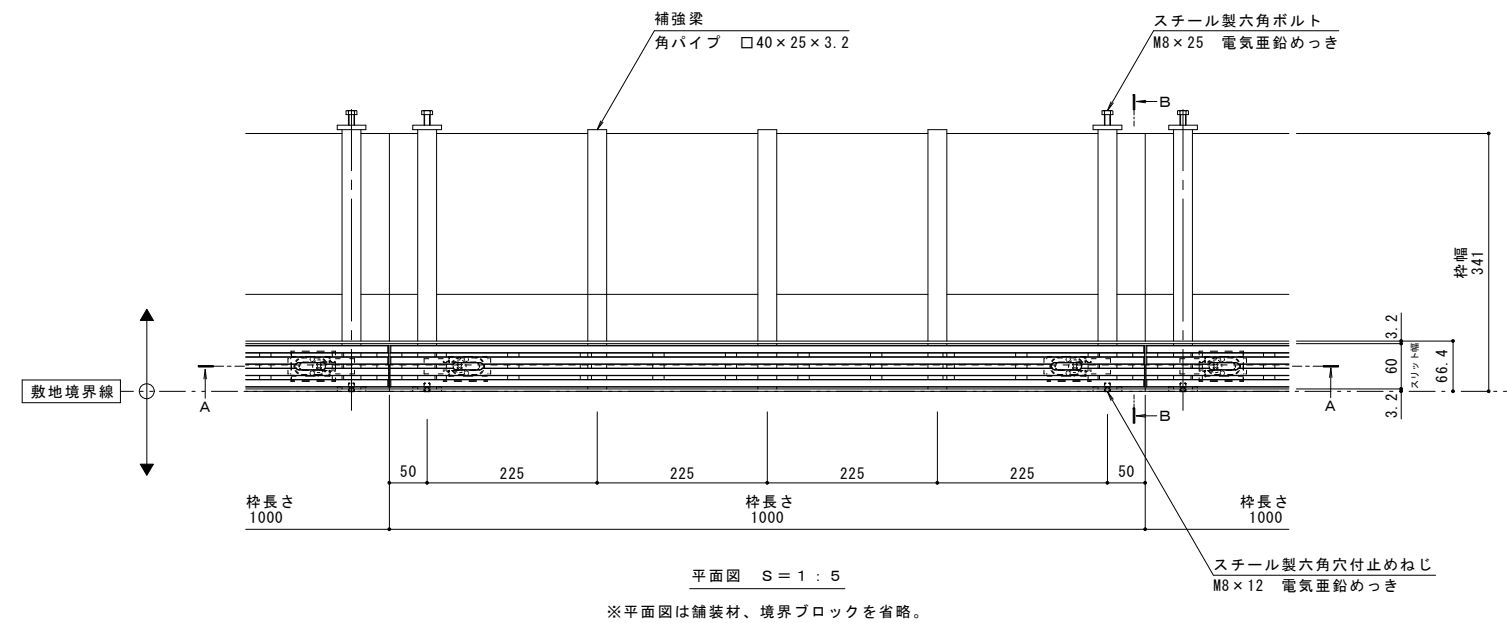 補強梁
角パイプ　□40×25×3.2
スチール製六角ボルト
M8×25　電気亜鉛めっき
B
枠幅
341
3.2
60
スリット幅
66.4
3.2
敷地境界線
A
A
B
50
225
225
225
225
50
枠長さ
1000
枠長さ
1000
枠長さ
1000
スチール製六角穴付止めねじ
M8×12　電気亜鉛めっき
平面図　S＝1：5
※平面図は舗装材、境界ブロックを省略。